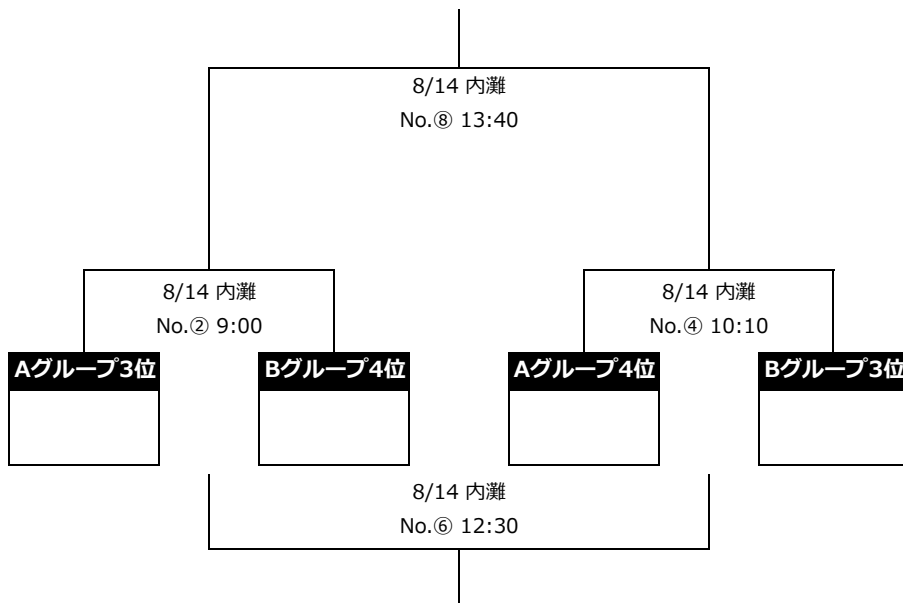 8/14 内灘
No.⑧ 13:40
8/14 内灘
No.② 9:00
8/14 内灘
No.④ 10:10
Aグループ3位
Bグループ4位
Aグループ4位
Bグループ3位
8/14 内灘
No.⑥ 12:30